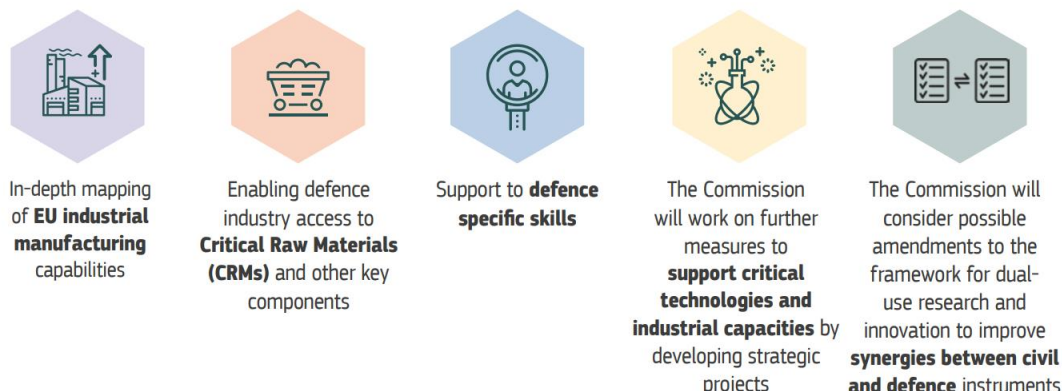 In-depth mapping
of EU industrial
manufacturing
capabilities
Enabling defence
industry access to
Critical Raw Materials
(CRMs) and other key
components
Support to defence
specific skills
The Commission
will work on further
measures to
support critical
technologies and
industrial capacities by
developing strategic
projects
The Commission will
consider possible
amendments to the
framework for dual-
use research and
innovation to improve
synergies between civil
and defence instruments